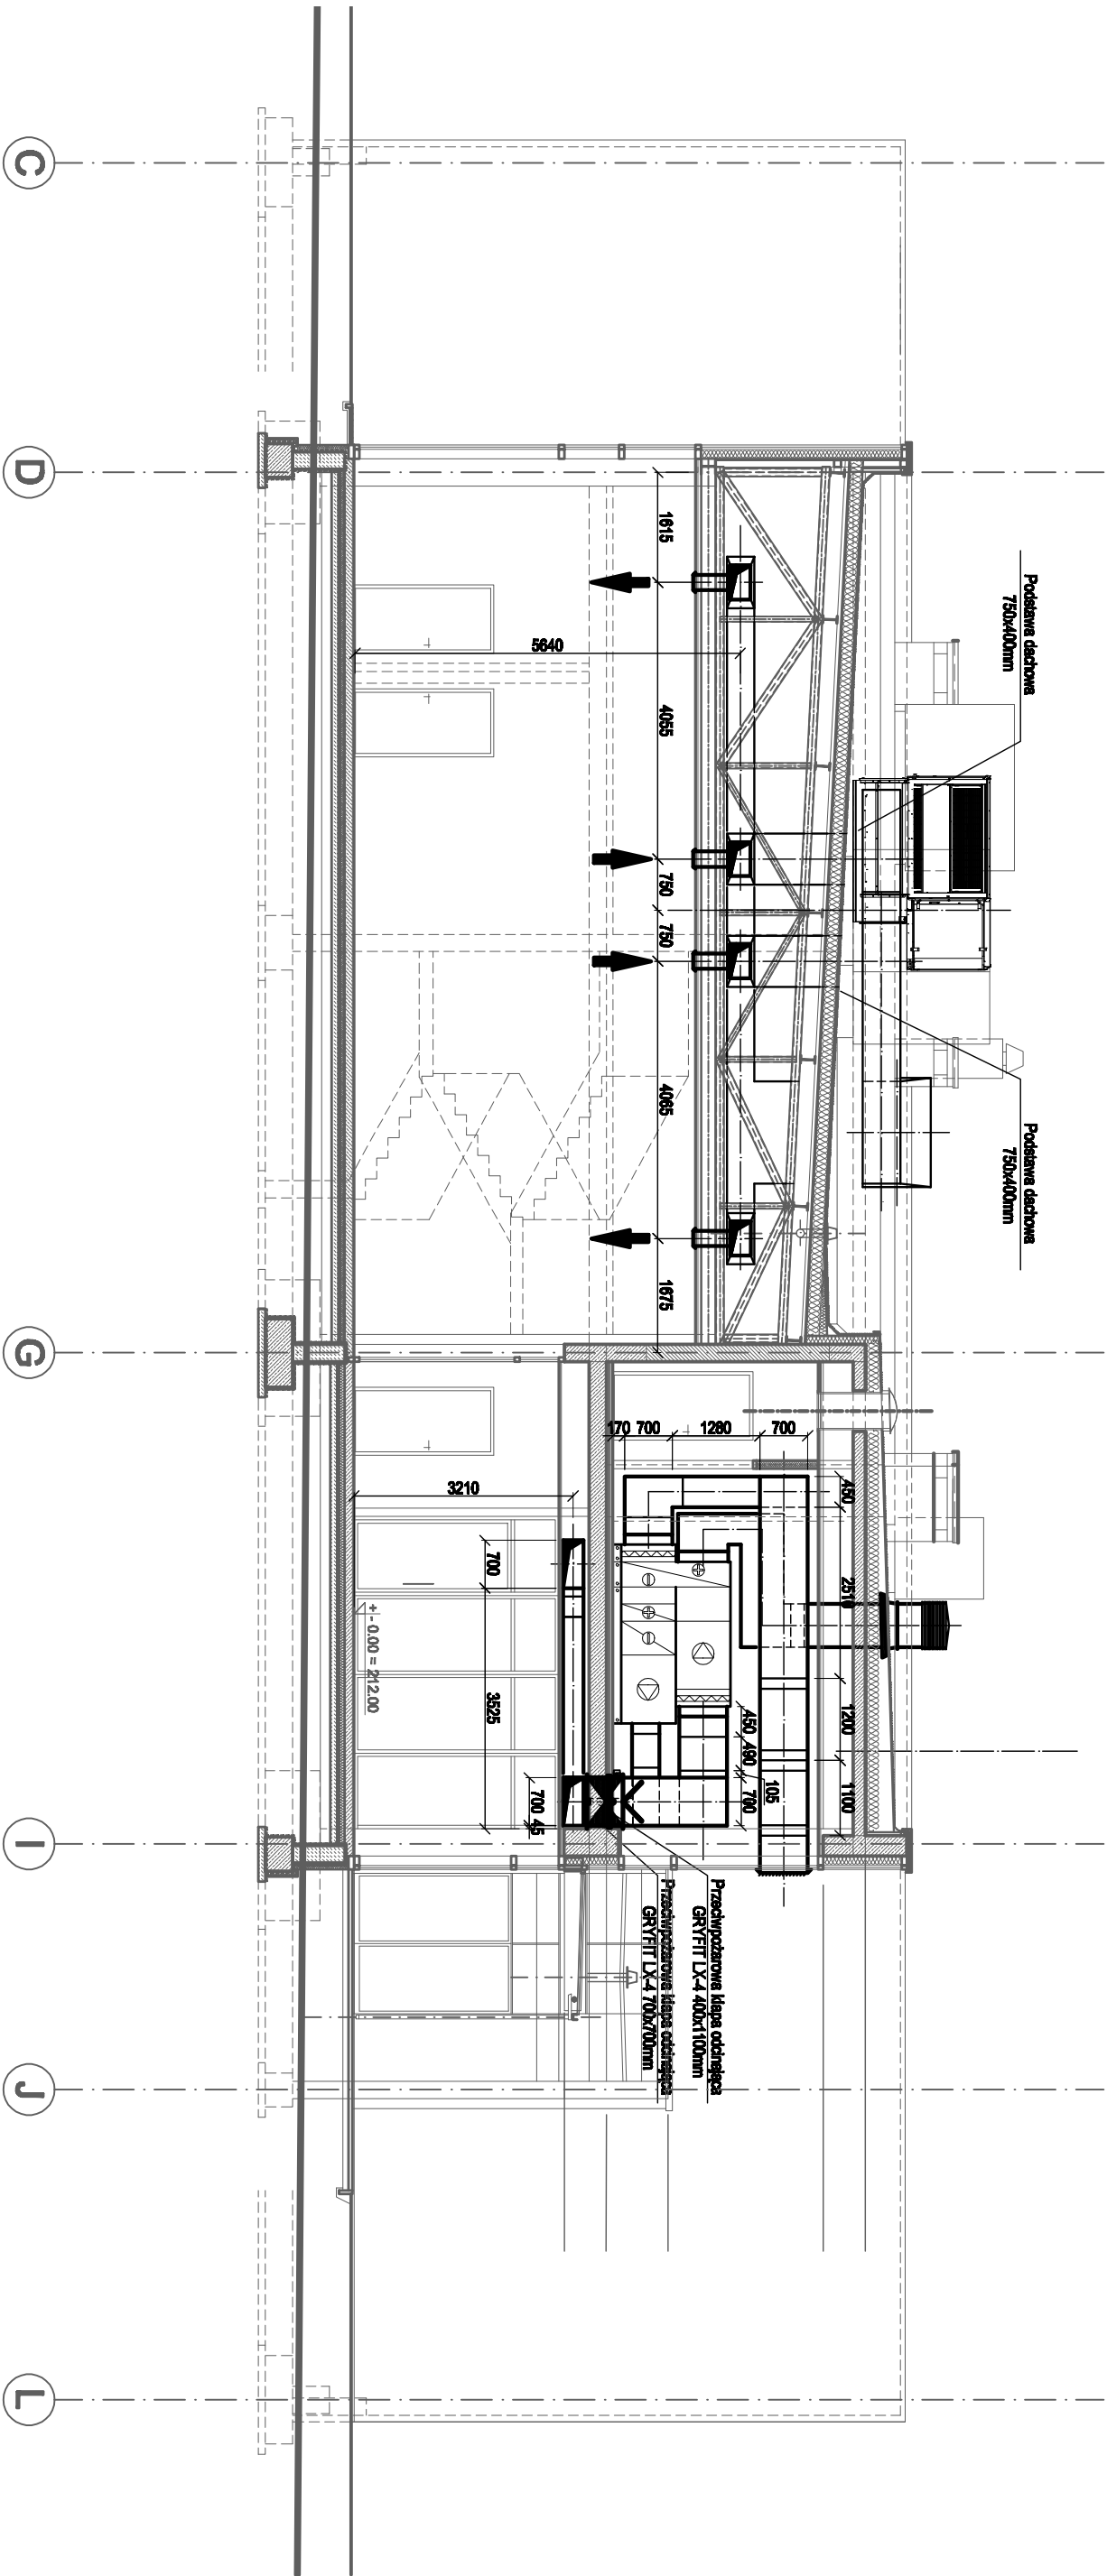 Podstawa dachowa
750x400mm
Podstawa dachowa
750x400mm
1615
4055
750
750
4065
1675
5640
170
700
1280
700
450
2510
1200
1100
450
490
105
700
3210
700
3525
700
45
+ - 0.00 = 212.00
Przeciwpożarowa klapa odcinająca
GRYFIT LX-4 400x1100mm
Przeciwpożarowa klapa odcinająca
GRYFIT LX-4 700x700mm
C
D
G
I
J
L